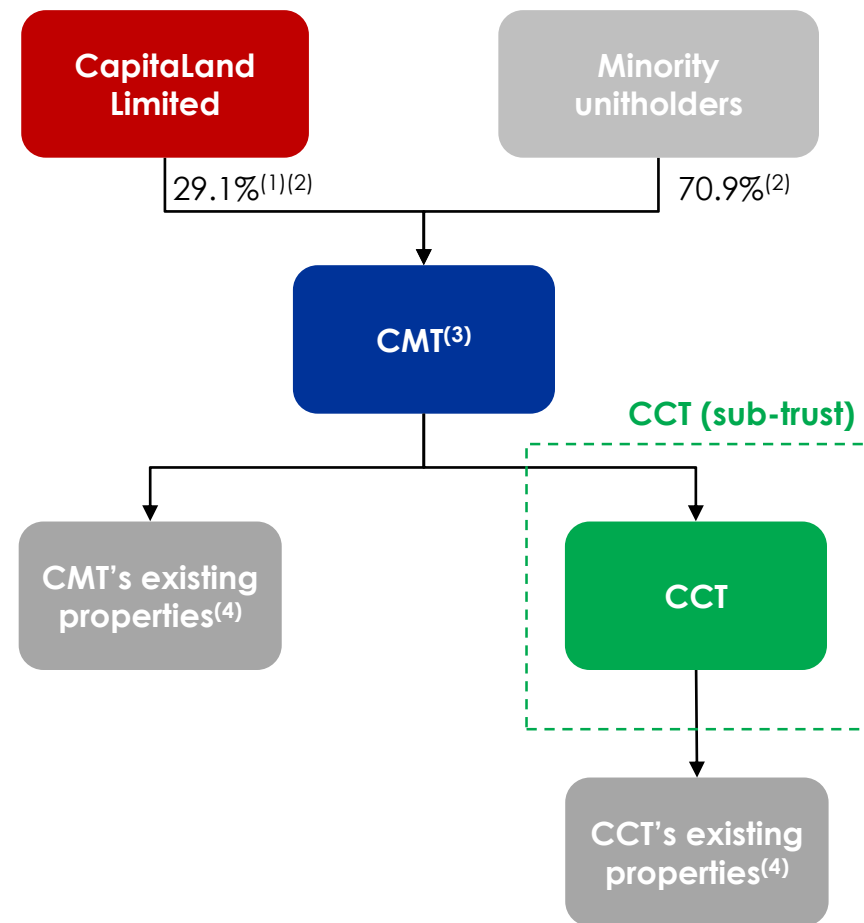 CapitaLand
Limited
Minority
unitholders
29.1%(1)(2)
70.9%(2)
CMT(3)
CCT (sub-trust)
CMT’s existing
properties(4)
CCT
CCT’s existing
properties(4)